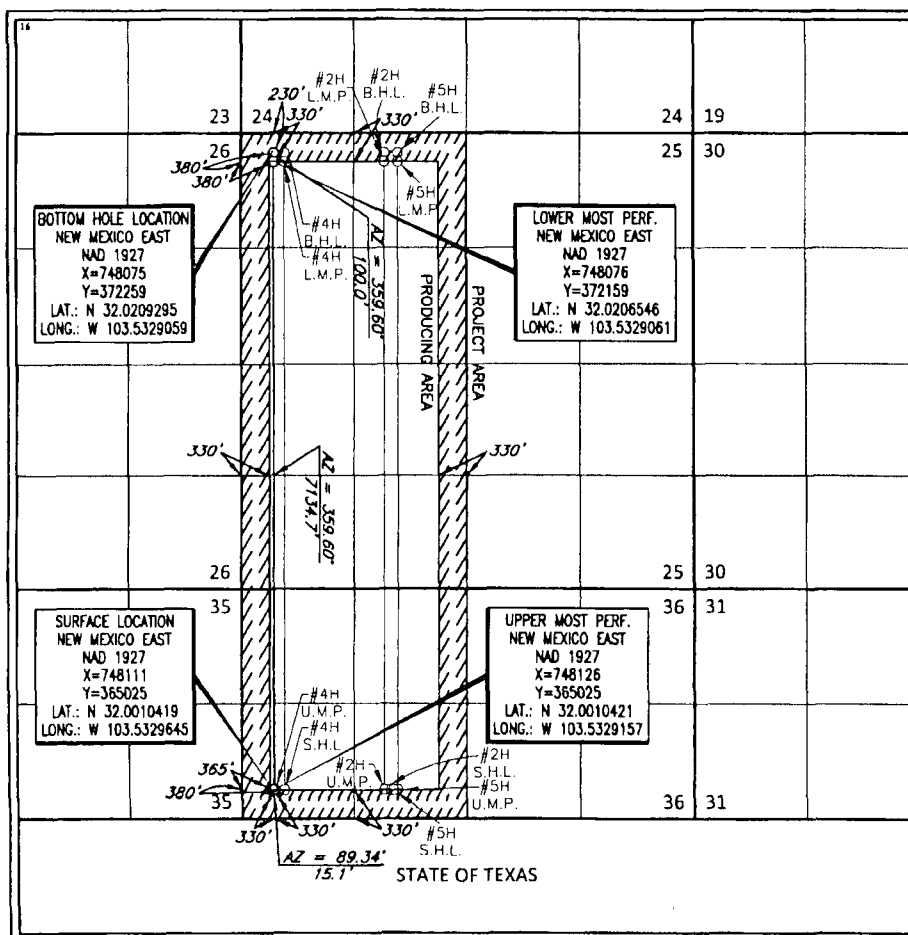 16
#2H
L.M.P.
#2H
B.H.L.
#5H
B.H.L.
230'
330'
330'
23 24
24 19
26
25 30
380'
380'
#5H
L.M.P.
BOTTOM HOLE LOCATION
NEW MEXICO EAST
NAD 1927
X=748075
Y=372259
LAT.: N 32.0209295
LONG.: W 103.5329059
#4H
B.H.L.
#4H
L.M.P.
AZ = 359.60°
100.0'
LOWER MOST PERF.
NEW MEXICO EAST
NAD 1927
X=748076
Y=372159
LAT.: N 32.0206546
LONG.: W 103.5329061
PRODUCING AREA
PROJECT AREA
330'
330'
AZ = 359.60°
7134.7'
26
25 30
35
36 31
SURFACE LOCATION
NEW MEXICO EAST
NAD 1927
X=748111
Y=365025
LAT.: N 32.0010419
LONG.: W 103.5329645
UPPER MOST PERF.
NEW MEXICO EAST
NAD 1927
X=748126
Y=365025
LAT.: N 32.0010421
LONG.: W 103.5329157
#4H
U.M.P.
#4H
S.H.L.
#2H
U.M.P.
#2H
S.H.L.
#5H
U.M.P.
365'
380'
35
36 31
330'
330'
330'
#5H
S.H.L.
AZ = 89.34°
15.1'
STATE OF TEXAS